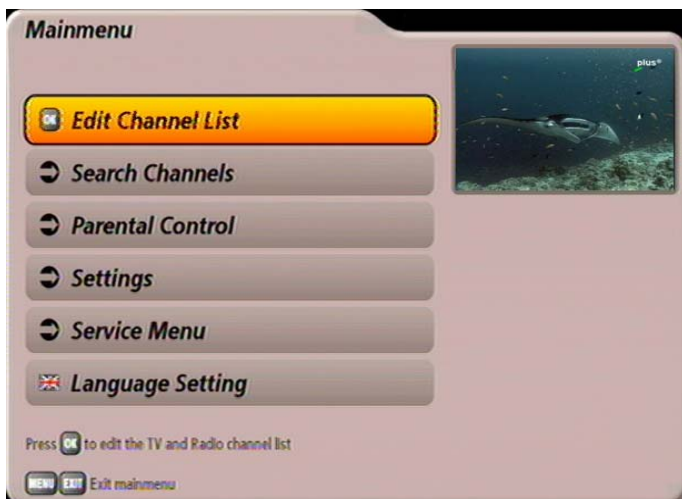 Mainmenu
plus+
OK Edit Channel List
Search Channels
Parental Control
Settings
Service Menu
Language Setting
Press OK to edit the TV and Radio channel list
MENU EXIT Exit mainmenu